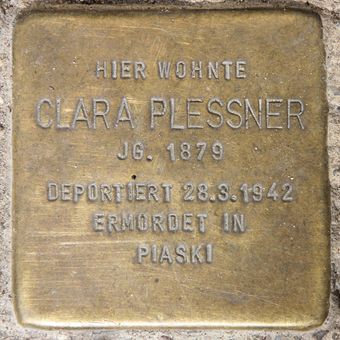 HIER WOHNTE
CLARA PLESSNER
JG. 1879
DEPORTIERT 28.3.1942
ERMORDET IN
PIASKI